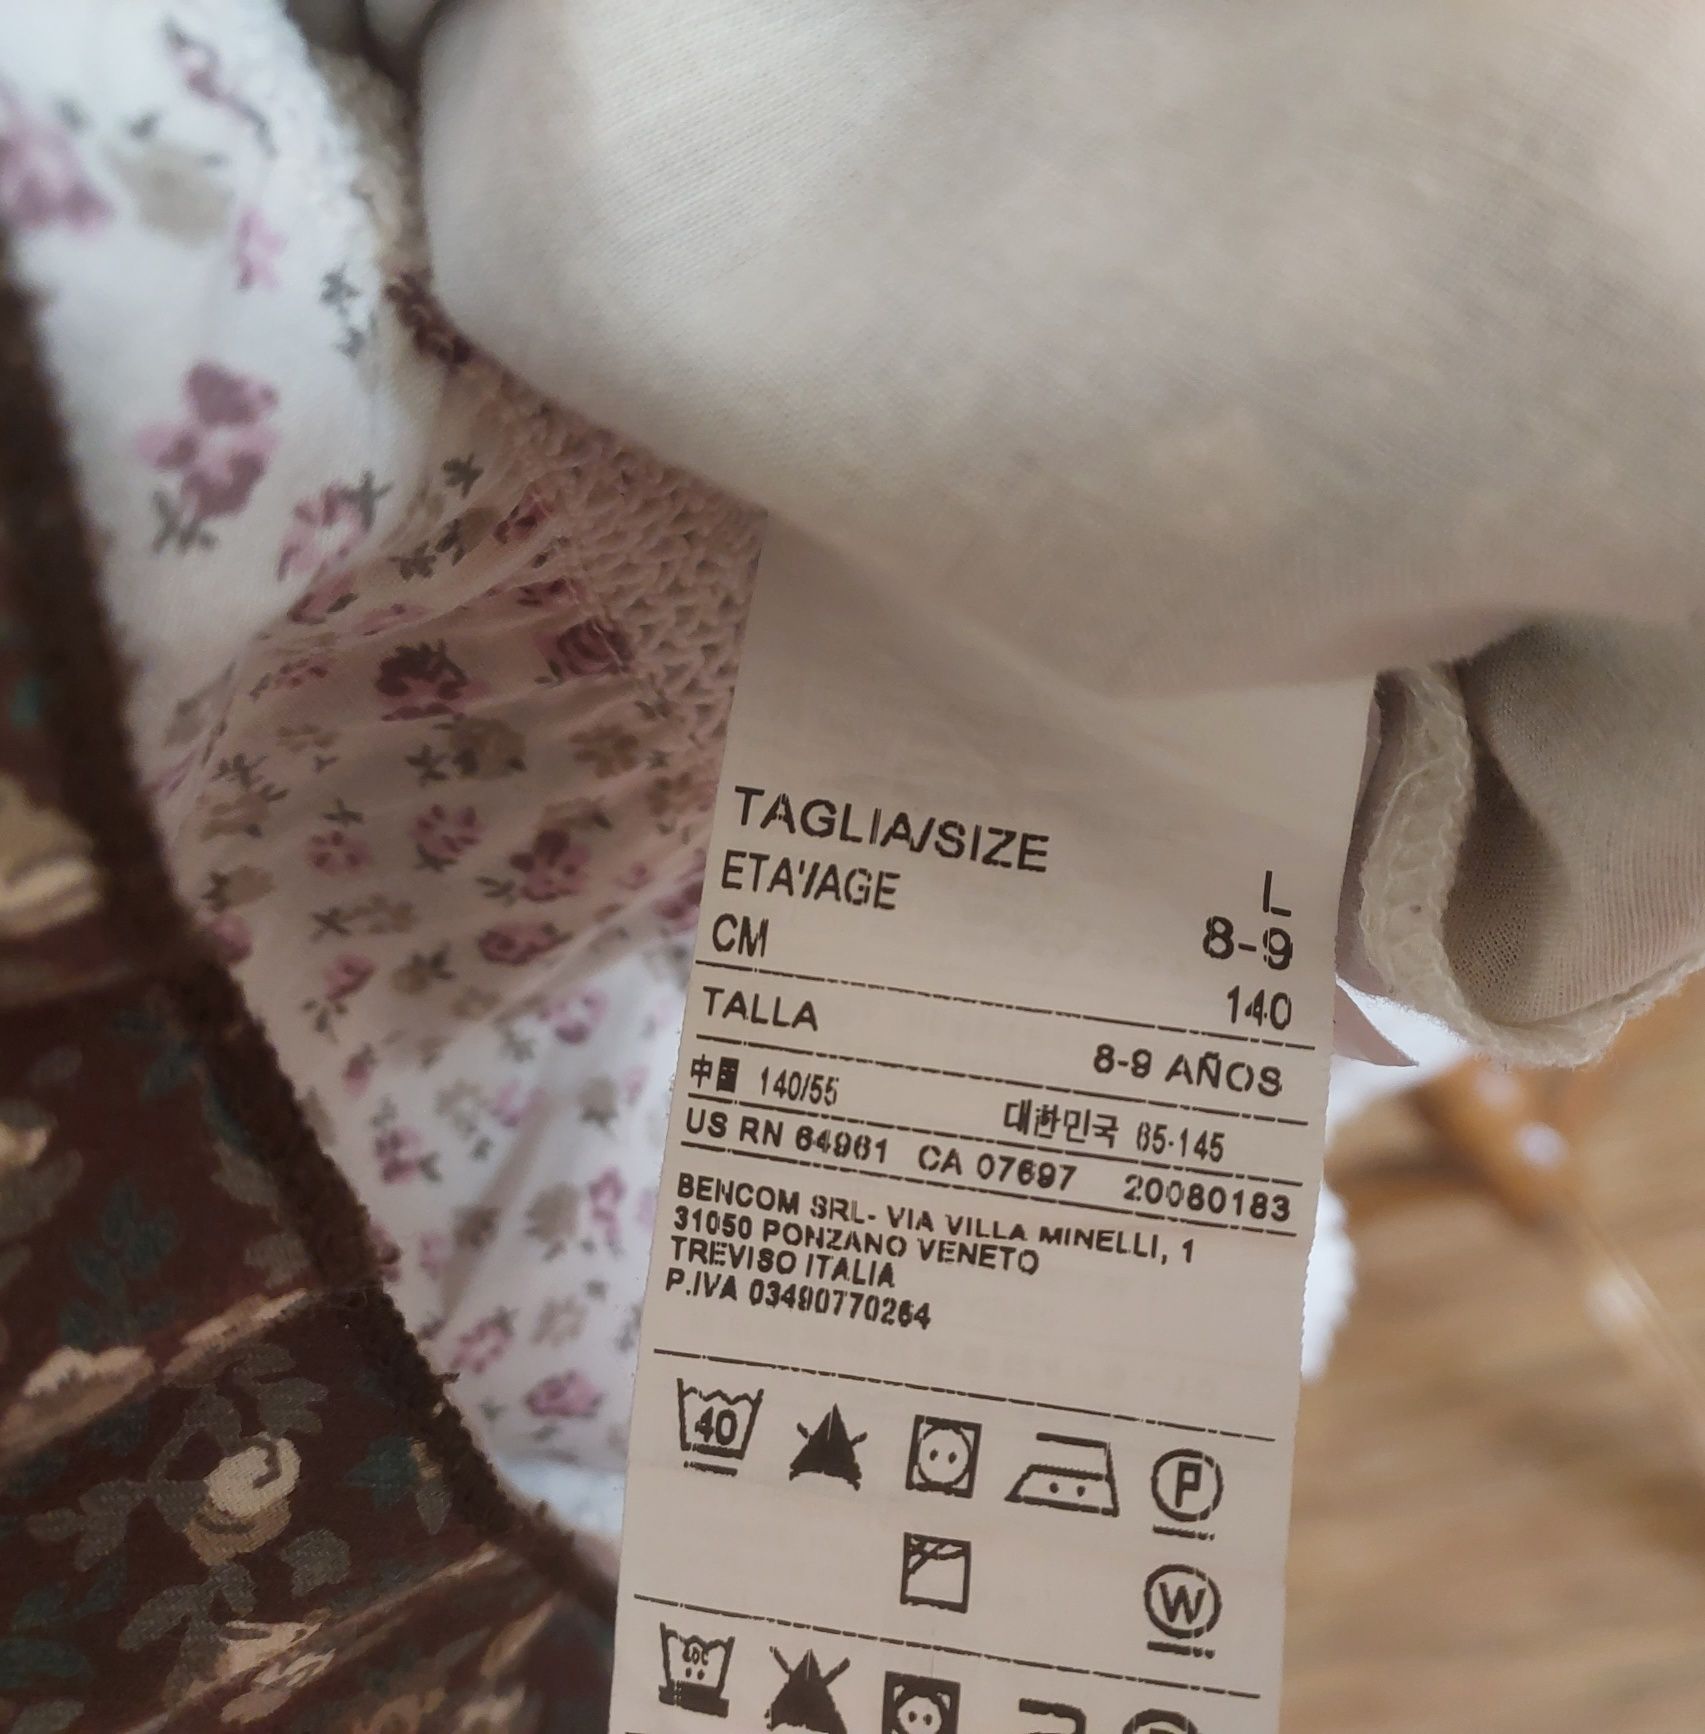 TAGLIA/SIZE L
ETA'/AGE 8-9
CM 140
TALLA 8-9 AÑOS
中国 140/55 대한민국 65-145
US RN 64961 CA 07697 20080183
BENCOM SRL- VIA VILLA MINELLI, 1
31050 PONZANO VENETO
TREVISO ITALIA
P.IVA 03490770264
40 P
W